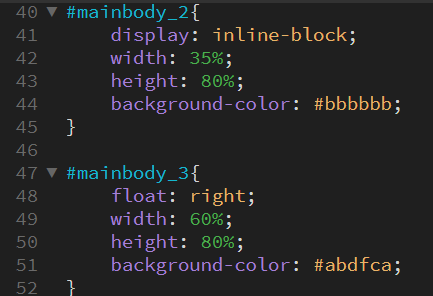 40 ▼ #mainbody_2{
41 display: inline-block;
42 width: 35%;
43 height: 80%;
44 background-color: #bbbbbb;
45 }
46
47 ▼ #mainbody_3{
48 float: right;
49 width: 60%;
50 height: 80%;
51 background-color: #abdfca;
52 }